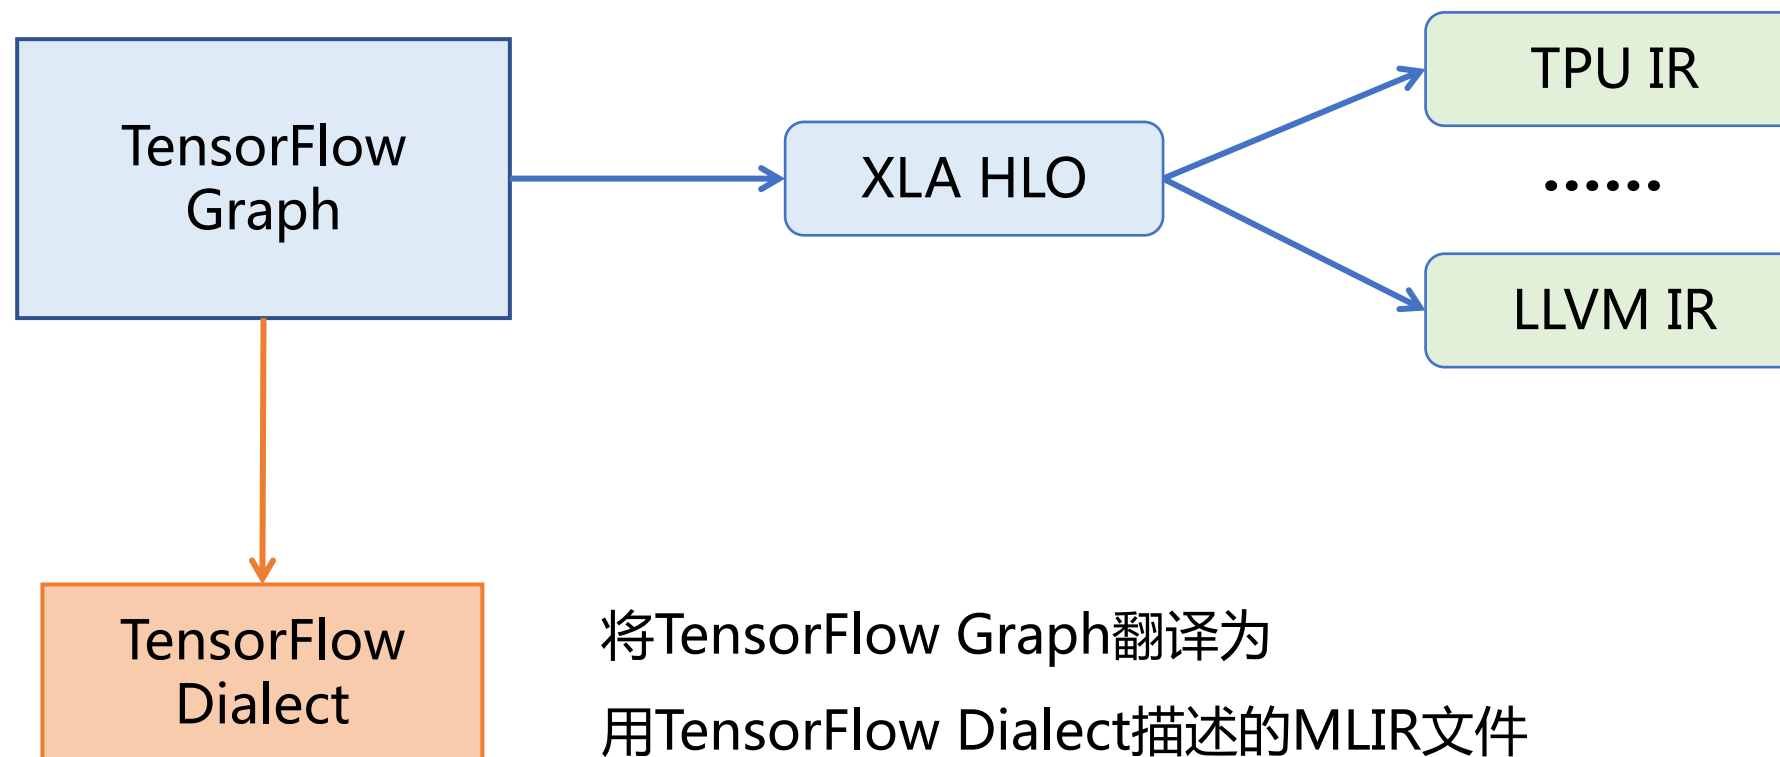 TensorFlow
Graph
XLA HLO
TPU IR
......
LLVM IR
TensorFlow
Dialect
将TensorFlow Graph翻译为
用TensorFlow Dialect描述的MLIR文件